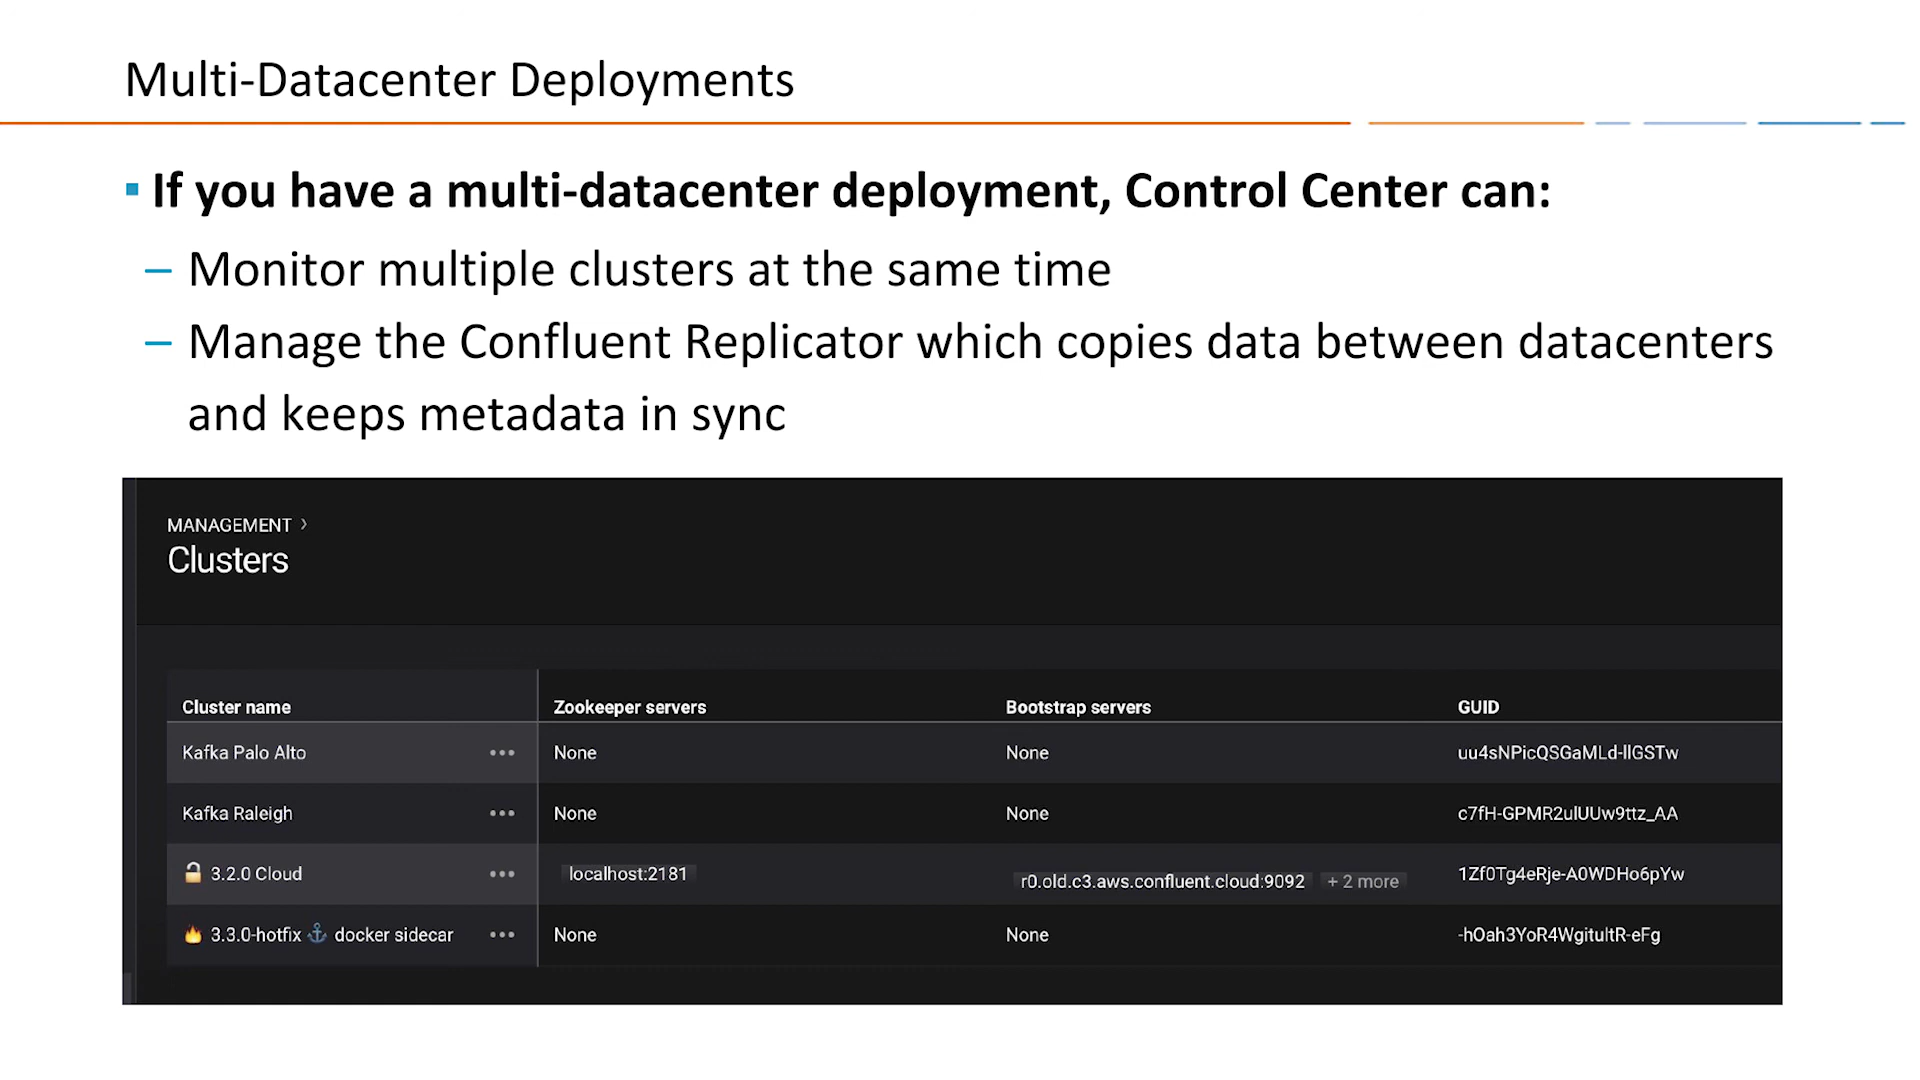 Multi-Datacenter Deployments
▪ If you have a multi-datacenter deployment, Control Center can:
– Monitor multiple clusters at the same time
– Manage the Confluent Replicator which copies data between datacenters
and keeps metadata in sync
MANAGEMENT ›
Clusters
Cluster name Zookeeper servers Bootstrap servers GUID
Kafka Palo Alto ••• None None uu4sNPicQSGaMLd-llGSTw
Kafka Raleigh ••• None None c7fH-GPMR2ulUUw9ttz_AA
🔓 3.2.0 Cloud ••• localhost:2181 r0.old.c3.aws.confluent.cloud:9092 + 2 more 1Zf0Tg4eRje-A0WDHo6pYw
🔥 3.3.0-hotfix ⚓ docker sidecar ••• None None -hOah3YoR4WgitultR-eFg